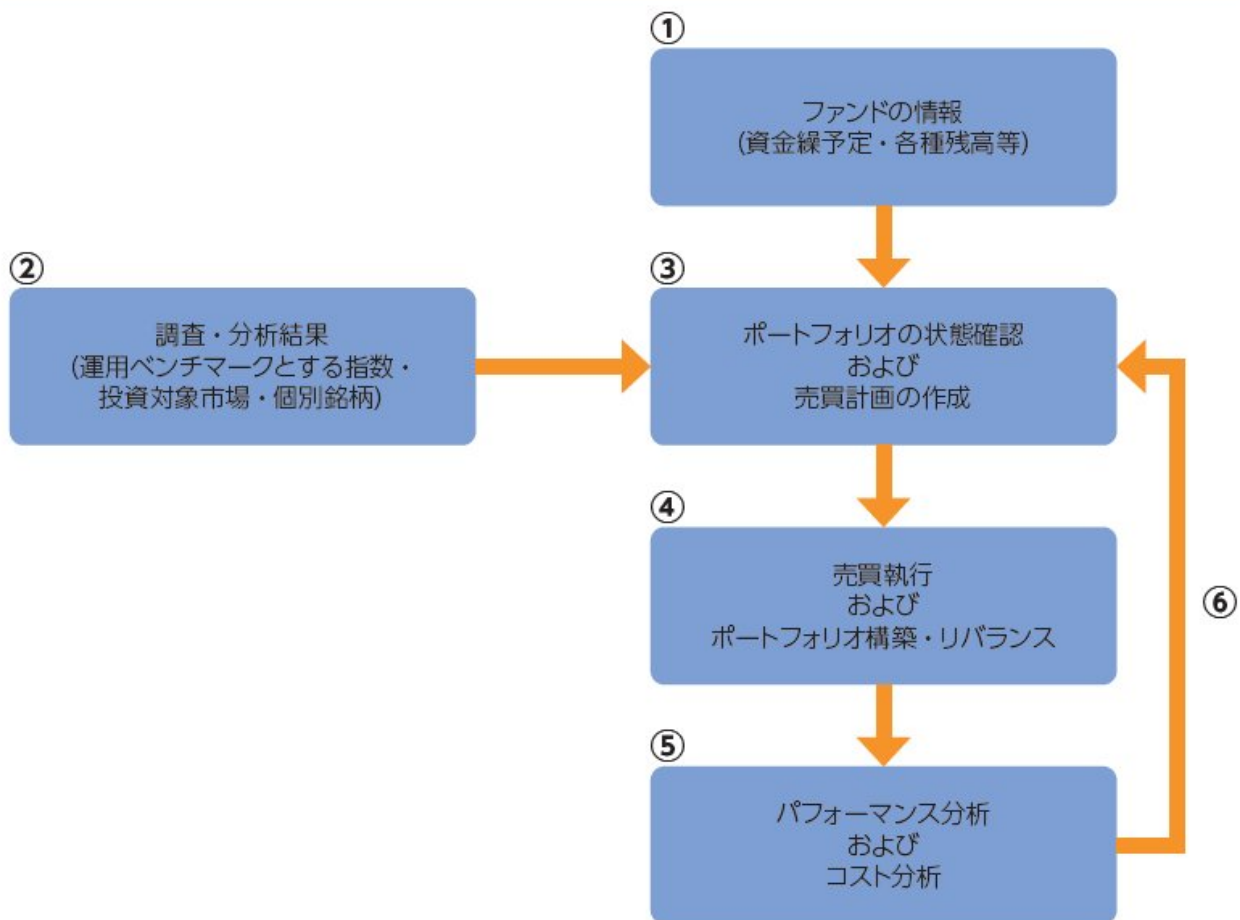 ①
ファンドの情報
(資金繰予定・各種残高等)
②
調査・分析結果
(運用ベンチマークとする指数・
投資対象市場・個別銘柄)
③
ポートフォリオの状態確認
および
売買計画の作成
④
売買執行
および
ポートフォリオ構築・リバランス
⑥
⑤
パフォーマンス分析
および
コスト分析